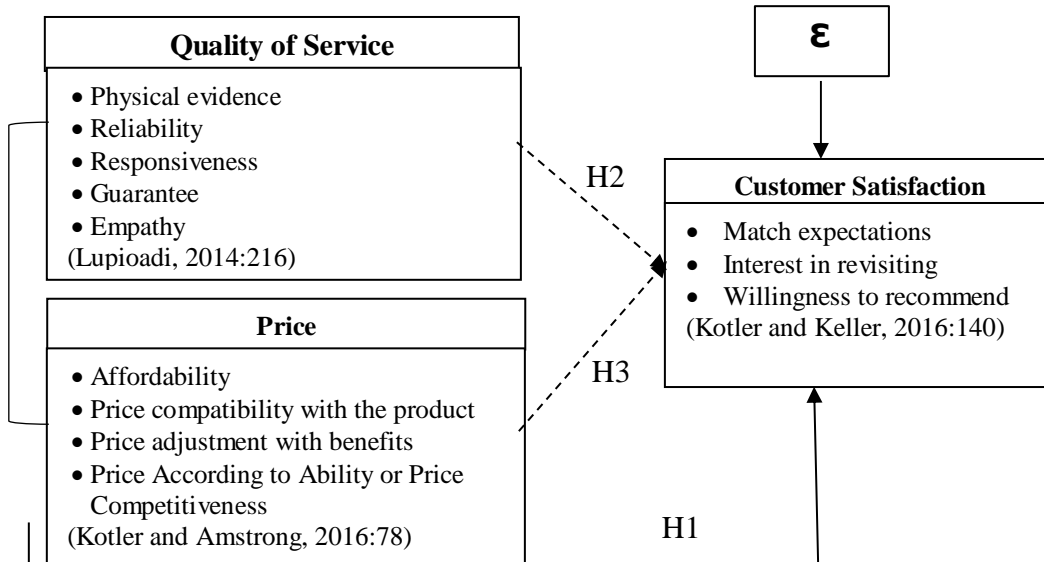 Quality of Service
• Physical evidence
• Reliability
• Responsiveness
• Guarantee
• Empathy
(Lupioadi, 2014:216)
Price
• Affordability
• Price compatibility with the product
• Price adjustment with benefits
• Price According to Ability or Price
Competitiveness
(Kotler and Amstrong, 2016:78)
H2
H3
H1
ε
Customer Satisfaction
• Match expectations
• Interest in revisiting
• Willingness to recommend
(Kotler and Keller, 2016:140)